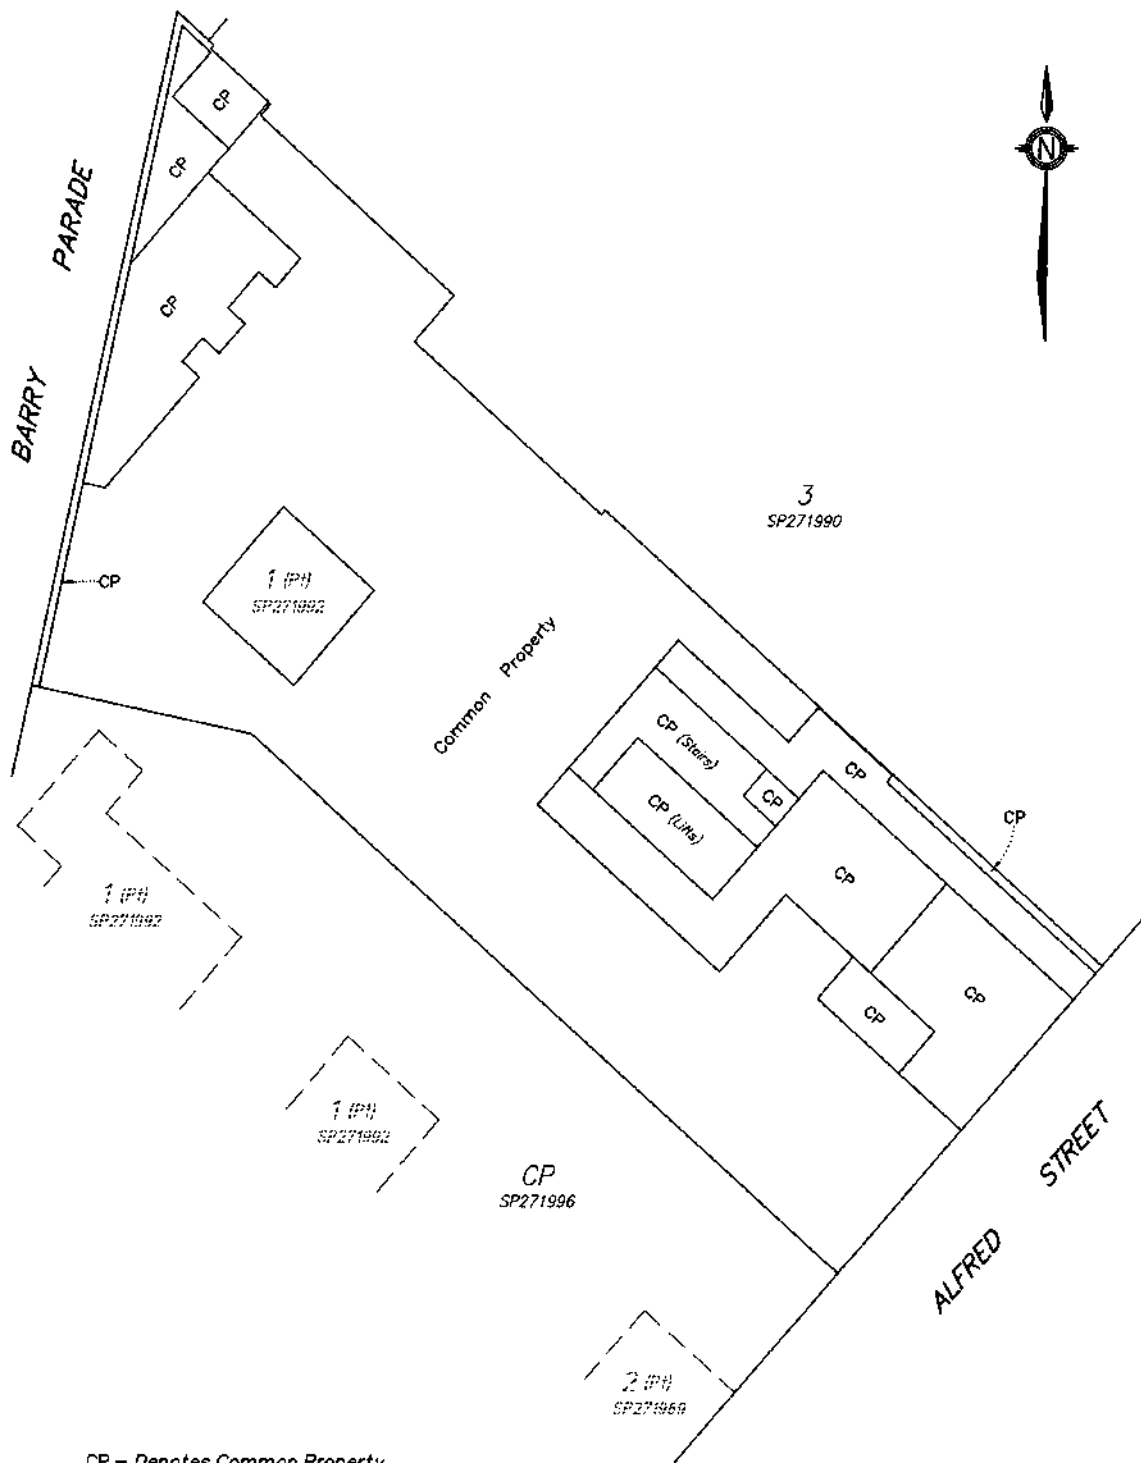 CP
CP
PARADE
N
CP
BARRY
3
SP271990
CP
1 (Pt)
SP271992
Common Property
CP (Stairs)
CP
CP
CP (Lifts)
CP
CP
1 (Pt)
SP271992
CP
CP
1 (Pt)
SP271992
STREET
CP
SP271996
ALFRED
2 (Pt)
SP271989
CP – Denotes Common Property